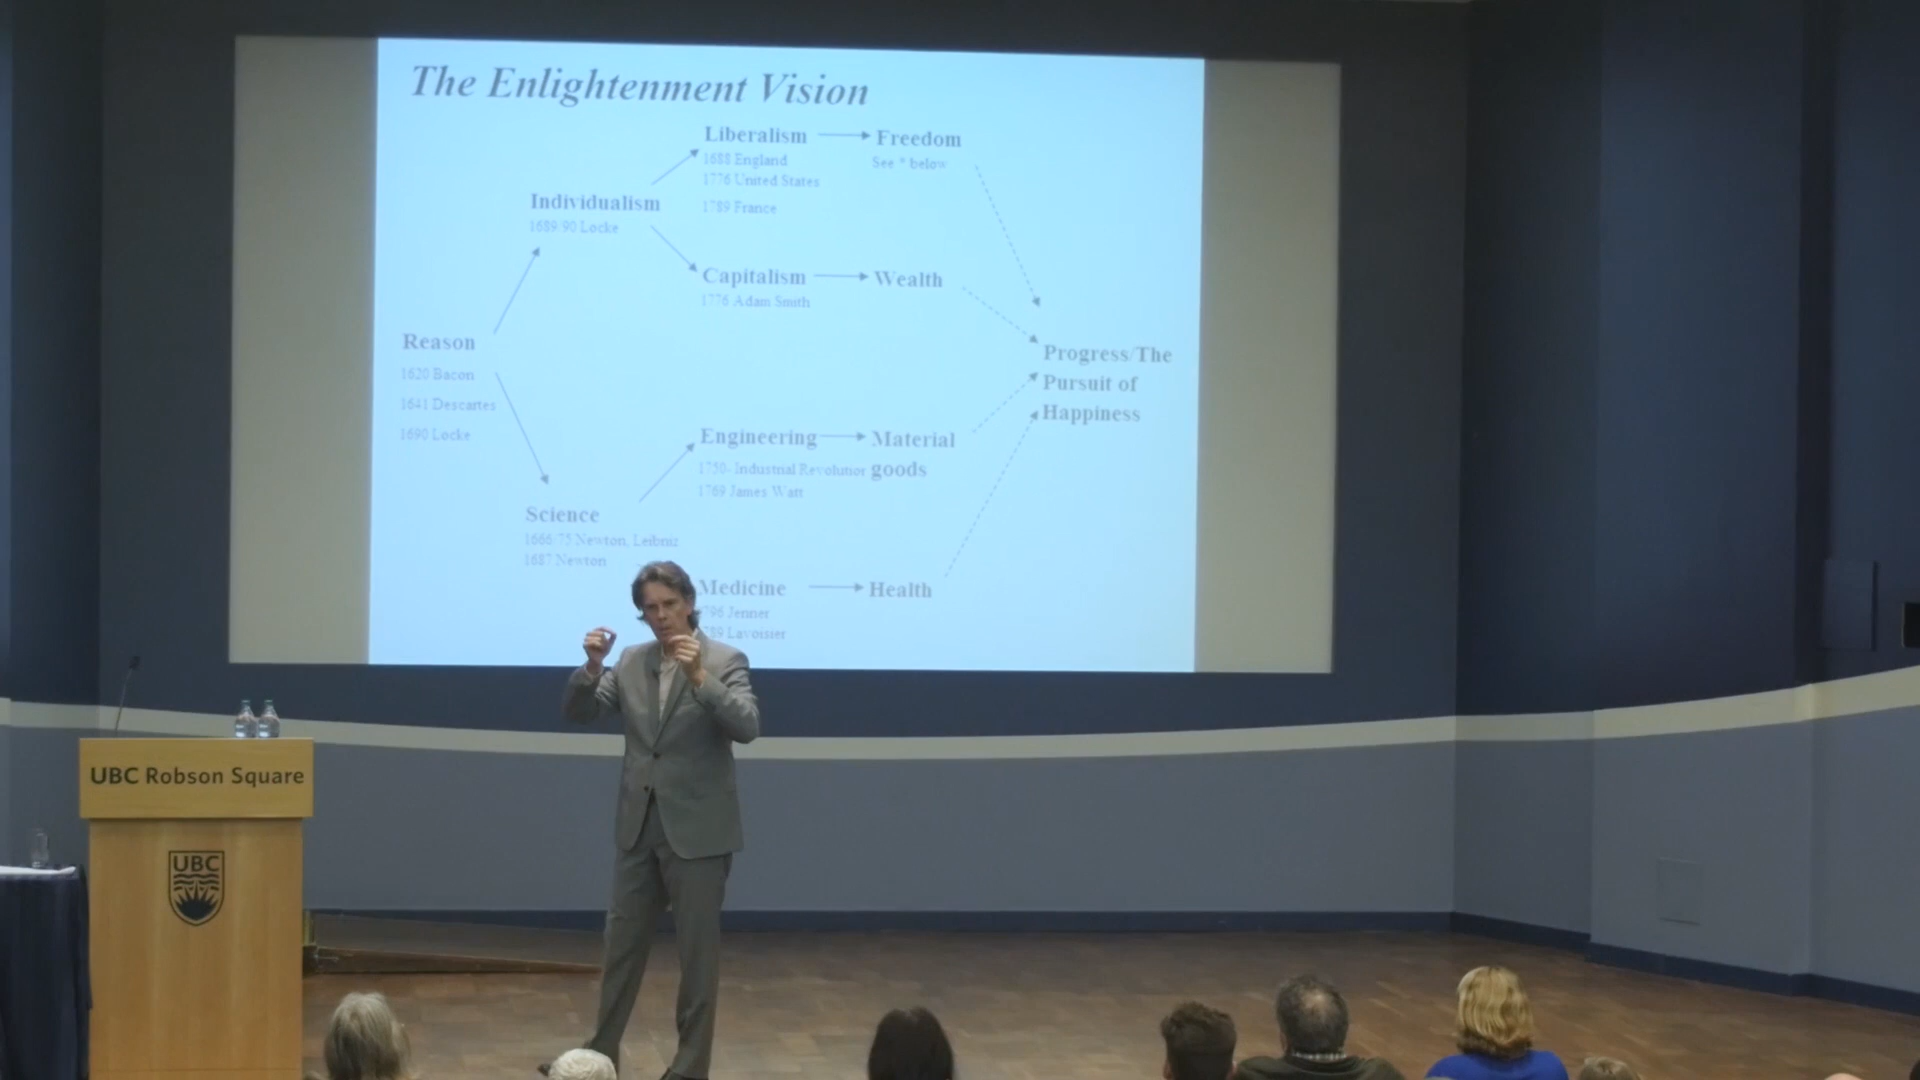 The Enlightenment Vision
Liberalism
1688 England
1776 United States
1789 France
Freedom
See * below
Individualism
1689/90 Locke
Capitalism
1776 Adam Smith
Wealth
Reason
1620 Bacon
1641 Descartes
1690 Locke
Progress/The
Pursuit of
Happiness
Engineering
1750- Industrial Revolution
1769 James Watt
Material
goods
Science
1666/75 Newton, Leibniz
1687 Newton
Medicine
796 Jenner
789 Lavoisier
Health
UBC Robson Square
UBC